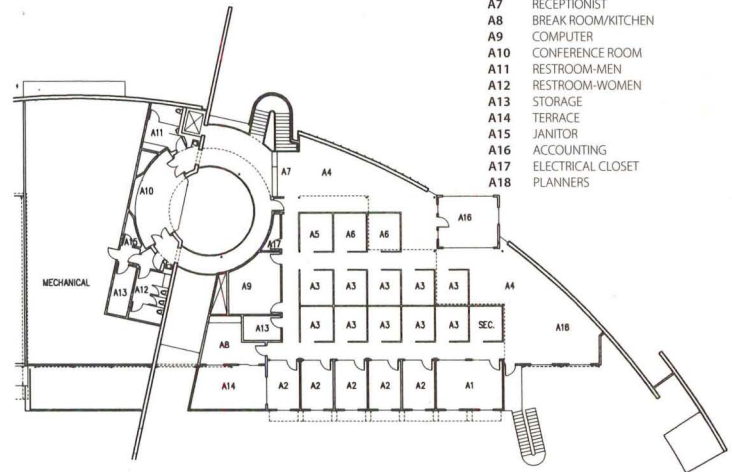 A7 RECEPTIONIST
A8 BREAK ROOM/KITCHEN
A9 COMPUTER
A10 CONFERENCE ROOM
A11 RESTROOM-MEN
A12 RESTROOM-WOMEN
A13 STORAGE
A14 TERRACE
A15 JANITOR
A16 ACCOUNTING
A17 ELECTRICAL CLOSET
A18 PLANNERS
A11
A7 A4
A10
A16
A5 A6 A6
A15
A17
MECHANICAL
A13 A12
A9
A3 A3 A3 A3 A3
A4
A13
A3 A3 A3 A3 A3 SEC.
A18
A8
A14
A2 A2 A2 A2 A2 A1